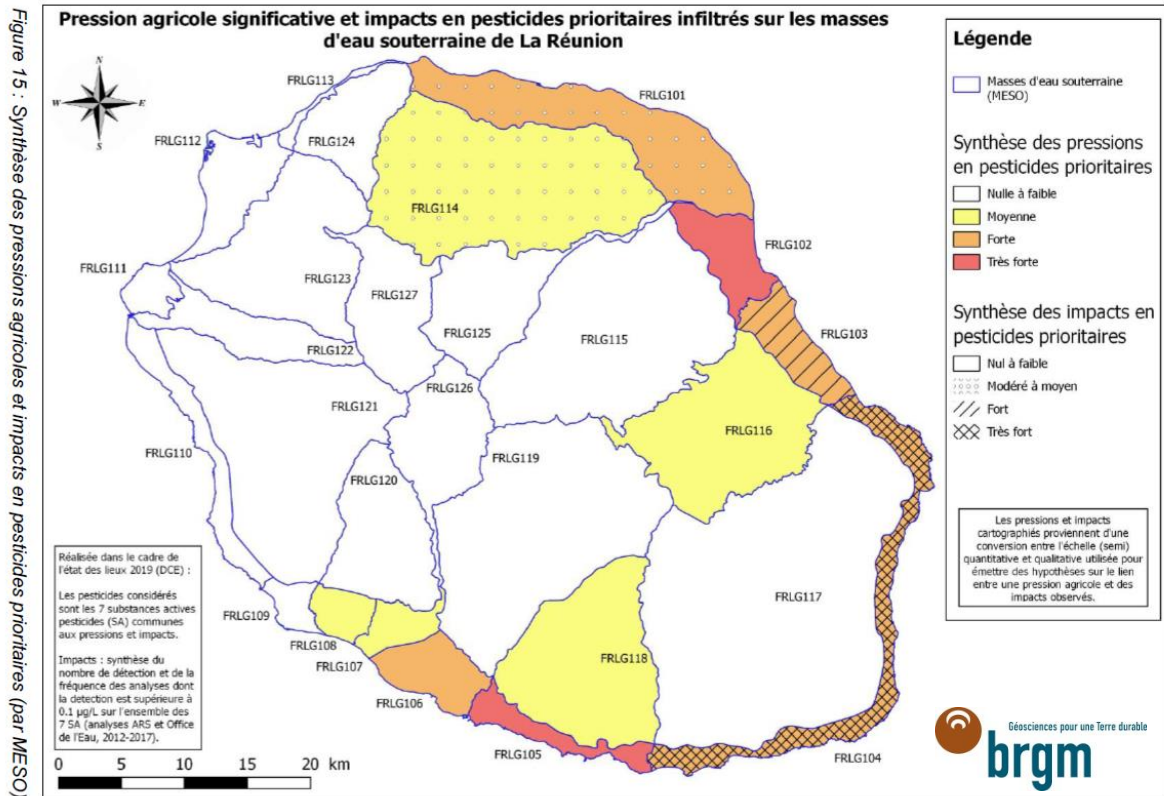 Figure 15 : Synthèse des pressions agricoles et impacts en pesticides prioritaires (par MESO)
Pression agricole significative et impacts en pesticides prioritaires infiltrés sur les masses
d'eau souterraine de La Réunion
N
W
E
S
FRLG113
FRLG101
FRLG112
FRLG124
FRLG114
FRLG102
FRLG111
FRLG123
FRLG127
FRLG103
FRLG125
FRLG115
FRLG122
FRLG126
FRLG121
FRLG116
FRLG110
FRLG119
FRLG120
FRLG117
FRLG109
FRLG108
FRLG118
FRLG107
FRLG106
FRLG105
FRLG104
Réalisée dans le cadre de
l'état des lieux 2019 (DCE) :
Les pesticides considérés
sont les 7 substances actives
pesticides (SA) communes
aux pressions et impacts.
Impacts : synthèse du
nombre de détection et de la
fréquence des analyses dont
la detection est supérieure à
0.1 µg/L sur l'ensemble des
7 SA (analyses ARS et Office
de l'Eau, 2012-2017).
0 5 10 15 20 km
Légende
Masses d'eau souterraine
(MESO)
Synthèse des pressions
en pesticides prioritaires
Nulle à faible
Moyenne
Forte
Très forte
Synthèse des impacts en
pesticides prioritaires
Nul à faible
Modéré à moyen
Fort
Très fort
Les pressions et impacts
cartographiés proviennent d'une
conversion entre l'échelle (semi)
quantitative et qualitative utilisée pour
émettre des hypothèses sur le lien
entre une pression agricole et des
impacts observés.
Géosciences pour une Terre durable
brgm